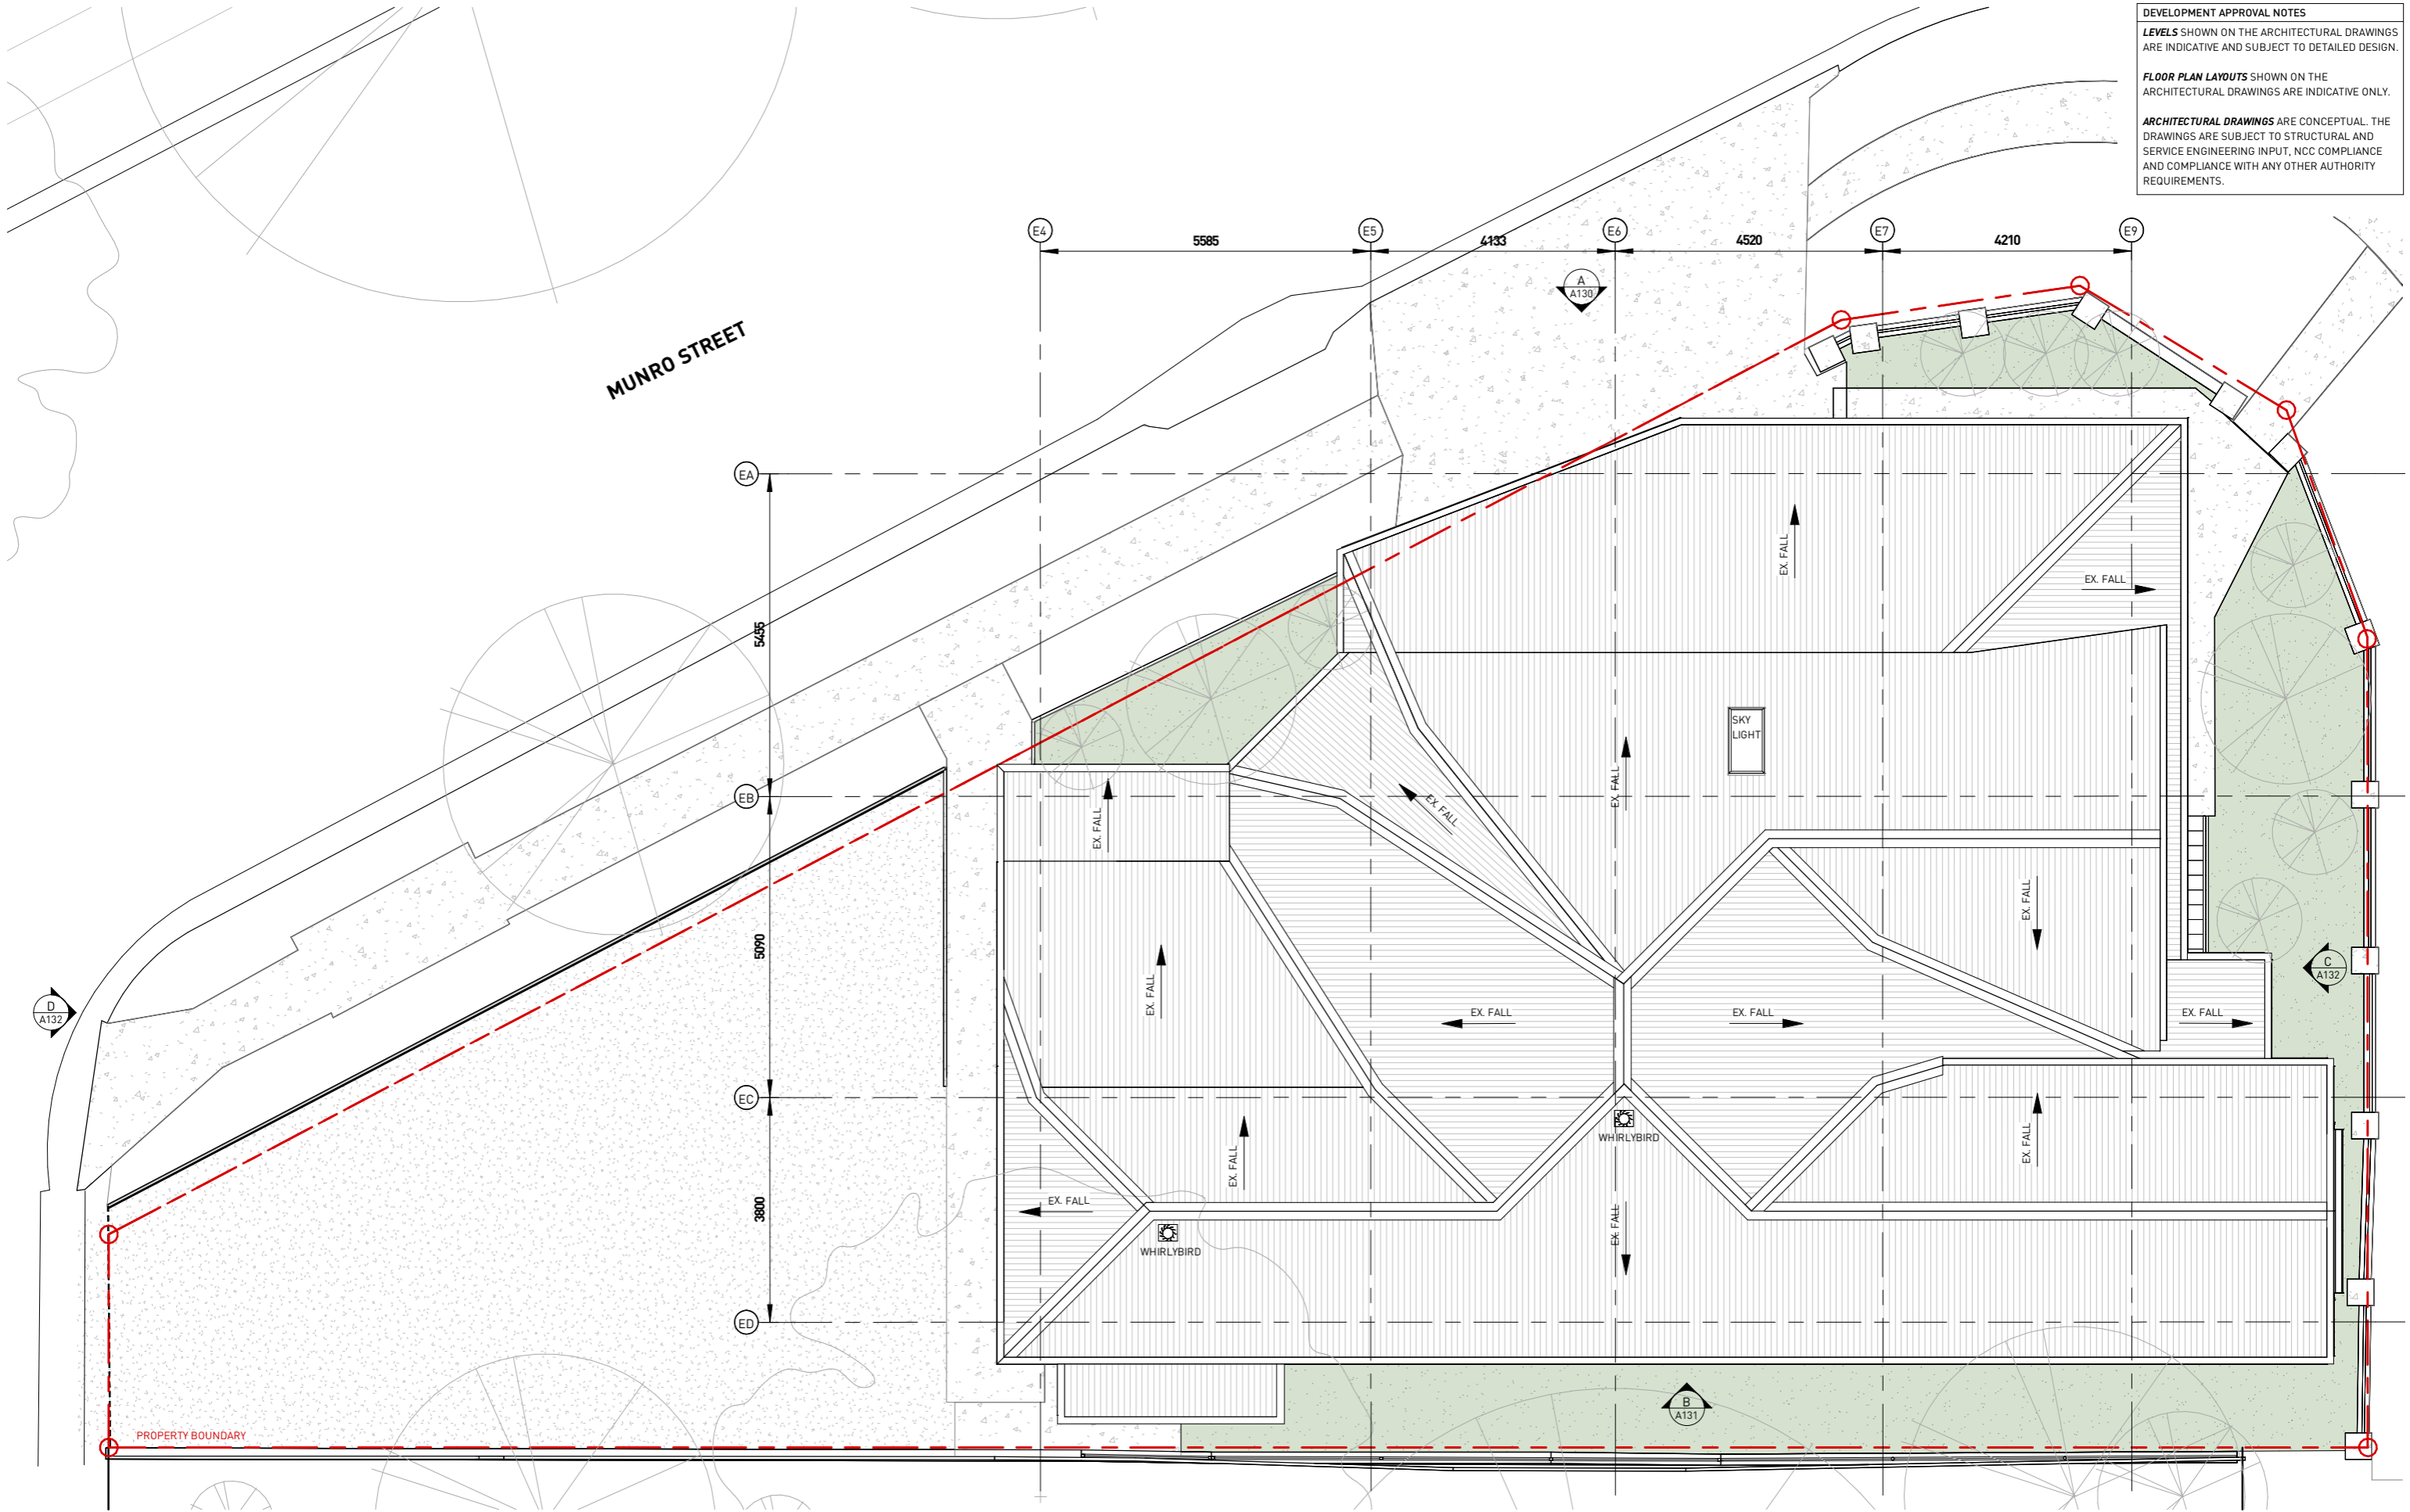 DEVELOPMENT APPROVAL NOTES
LEVELS SHOWN ON THE ARCHITECTURAL DRAWINGS
ARE INDICATIVE AND SUBJECT TO DETAILED DESIGN.
FLOOR PLAN LAYOUTS SHOWN ON THE
ARCHITECTURAL DRAWINGS ARE INDICATIVE ONLY.
ARCHITECTURAL DRAWINGS ARE CONCEPTUAL. THE
DRAWINGS ARE SUBJECT TO STRUCTURAL AND
SERVICE ENGINEERING INPUT, NCC COMPLIANCE
AND COMPLIANCE WITH ANY OTHER AUTHORITY
REQUIREMENTS.
E4
E5
E6
E7
E9
5585
4133
4520
4210
A
A130
MUNRO STREET
EA
EX. FALL
EX. FALL
5455
SKY
LIGHT
EB
EX. FALL
EX. FALL
EX. FALL
EX. FALL
5090
C
A132
D
A132
EX. FALL
EX. FALL
EX. FALL
EX. FALL
EC
WHIRLYBIRD
EX. FALL
EX. FALL
3800
EX. FALL
EX. FALL
WHIRLYBIRD
ED
B
A131
PROPERTY BOUNDARY